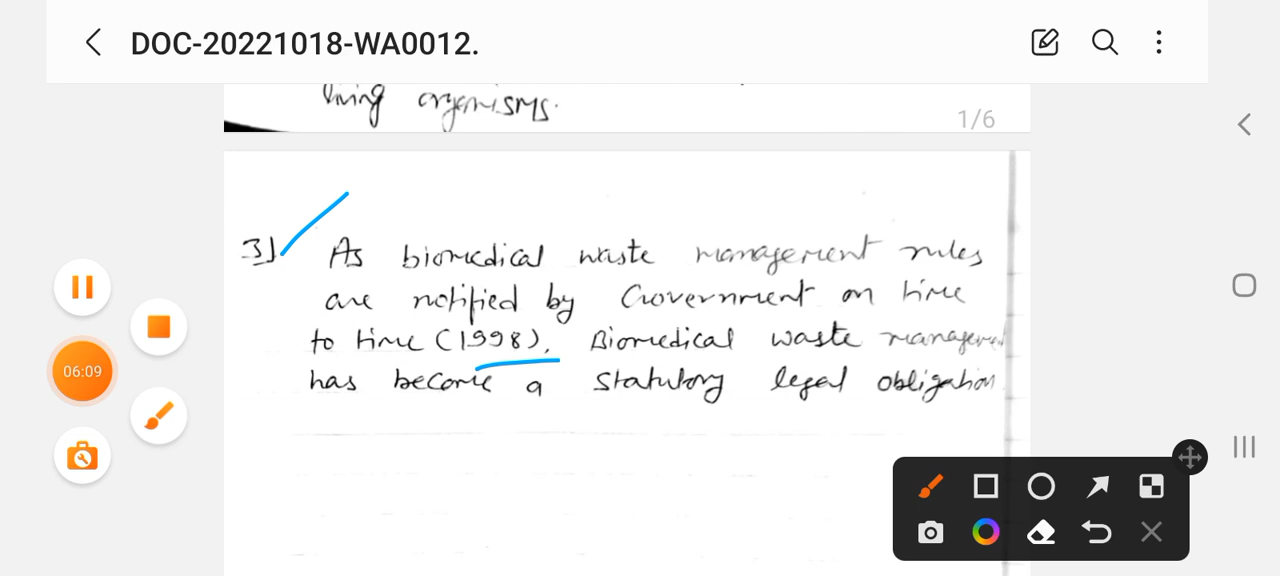 DOC-20221018-WA0012.
living organisms.
1/6
3) As biomedical waste management rules
are notified by Government on time
to time (1998), Biomedical waste managemen
has become a statutory legal obligation
06:09